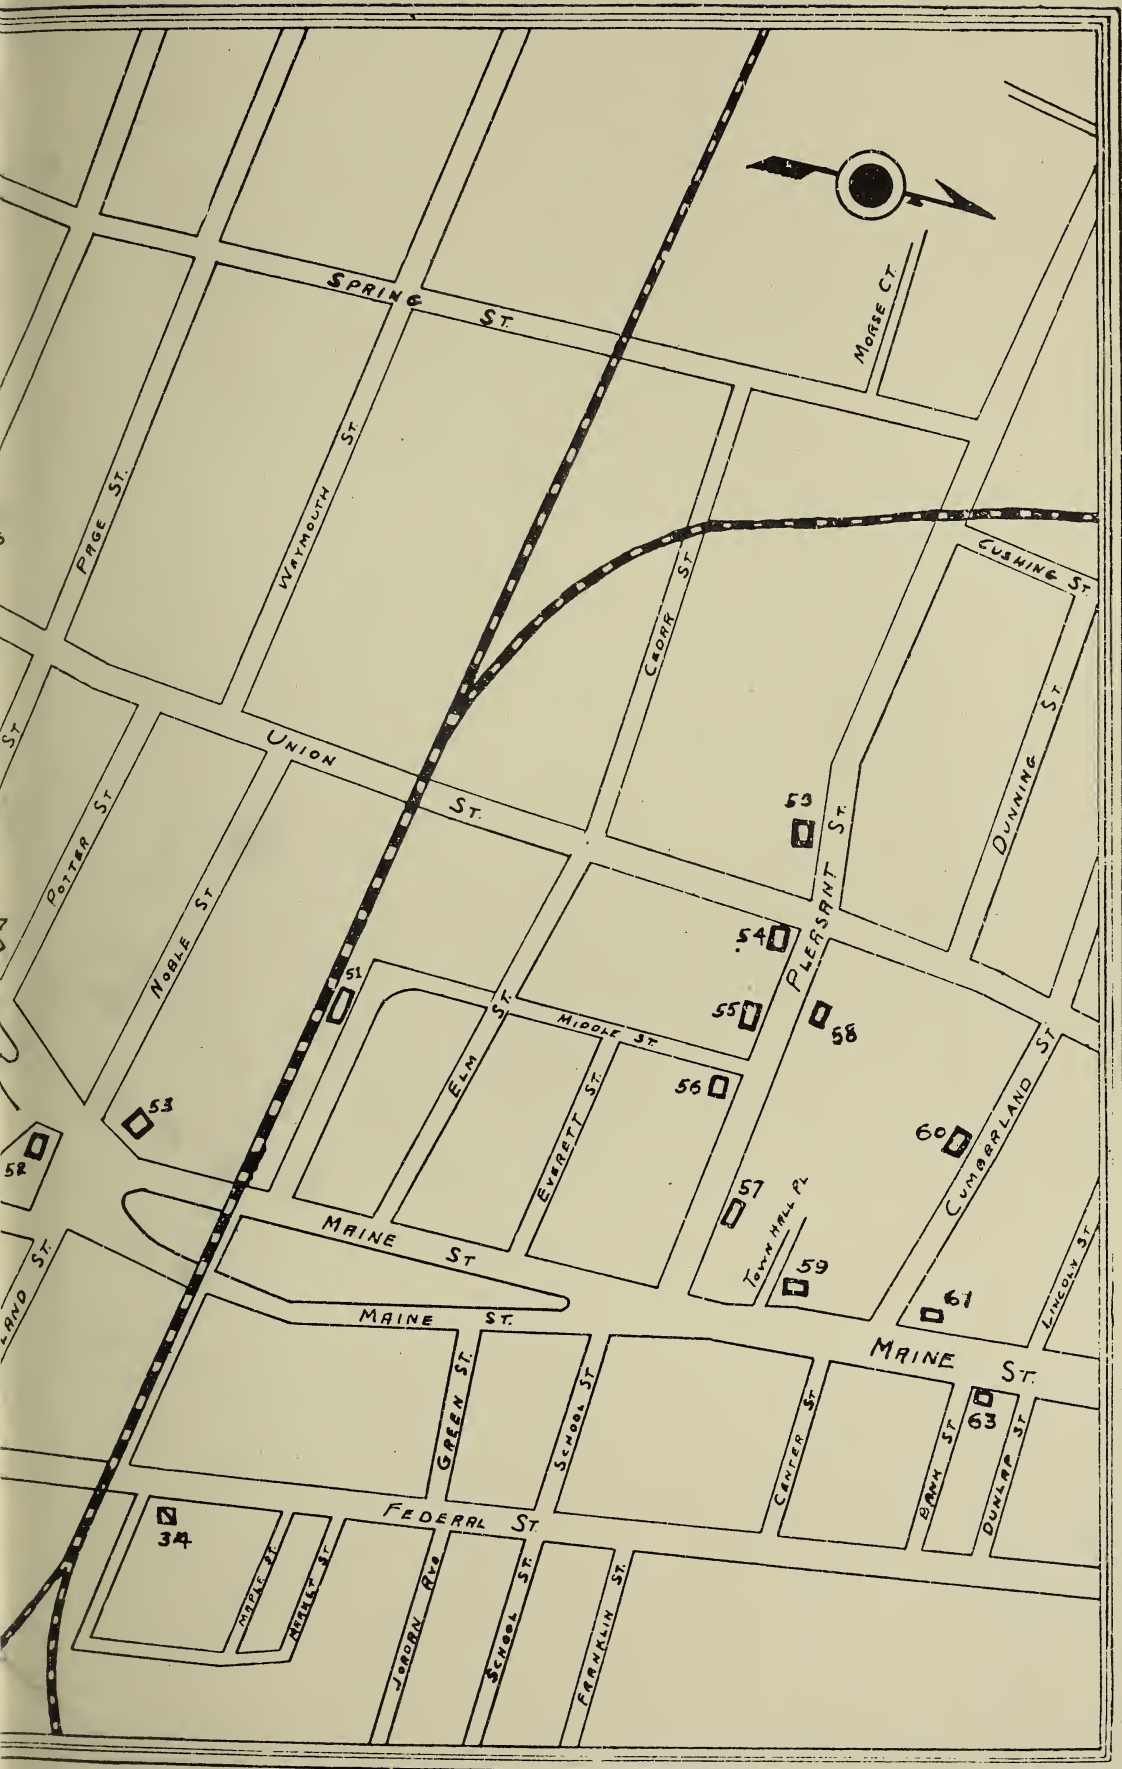 MORSE CT.
SPRING ST.
WAYMOUTH ST.
PAGE ST.
CUSHING ST.
CEDAR ST
DUNNING ST.
UNION ST.
ST
POTTER ST
NOBLE ST
53
PLEASANT ST.
54
51
55
58
MIDDLE ST.
ELM ST.
EVERETT ST.
56
53
52
60
CUMBERLAND ST
57
TOWN HALL PL
59
61
LINCOLN ST
MAINE ST
MAINE ST.
MAINE ST.
LAND ST.
GREEN ST.
SCHOOL ST
CENTER ST
BANK ST
63
DUNLAP ST
FEDERAL ST.
34
MAPLE ST.
MARKET ST
JORDAN AVE
SCHOOL ST.
FRANKLIN ST.